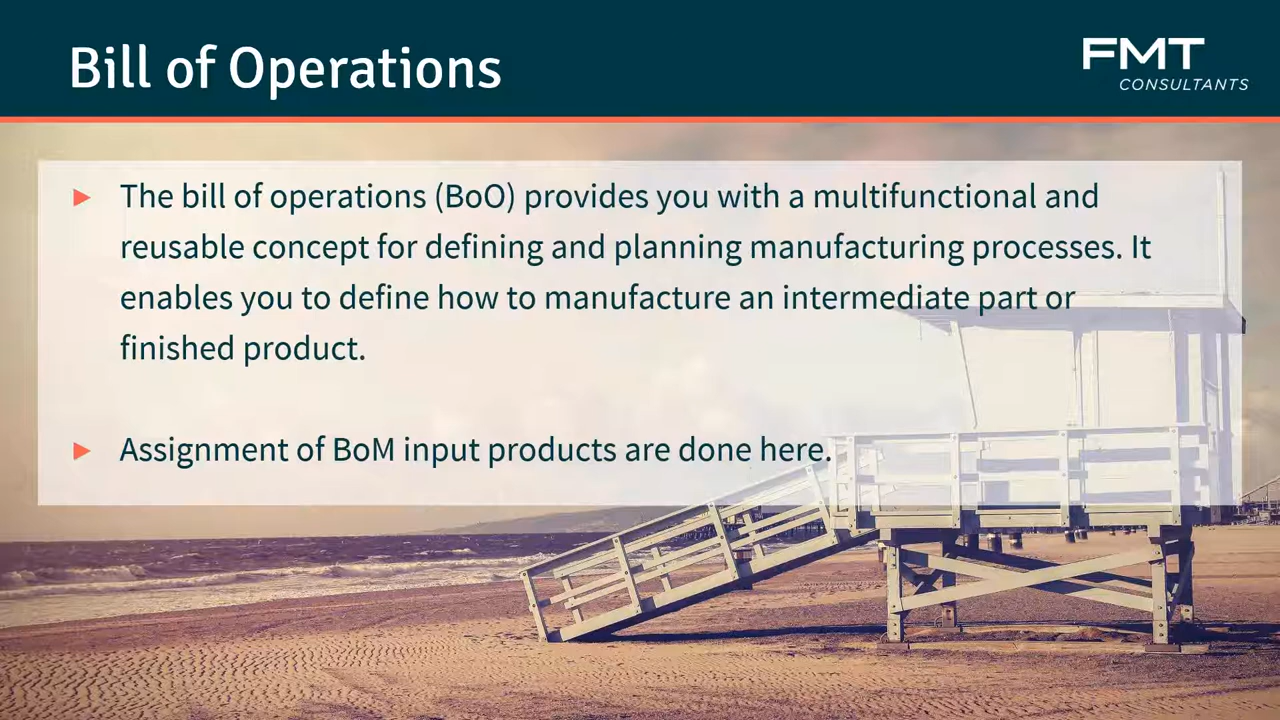 Bill of Operations
FMT
CONSULTANTS
The bill of operations (BoO) provides you with a multifunctional and
reusable concept for defining and planning manufacturing processes. It
enables you to define how to manufacture an intermediate part or
finished product.
Assignment of BoM input products are done here.